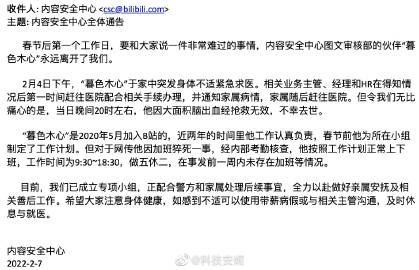 收件人：内容安全中心 <csc@bilibili.com>
主题：内容安全中心全体通告
春节后第一个工作日，要和大家说一件非常难过的事情，内容安全中心图文审核部的伙伴“暮
色木心”永远离开了我们。
2月4日下午，“暮色木心”于家中突发身体不适紧急求医。相关业务主管、经理和HR在得知情
况后第一时间赶往医院配合相关手续办理，并通知家属病情，家属随后赶往医院。但令我们无比
痛心的是，当日晚间20时左右，他因大面积脑出血经抢救无效，不幸去世。
“暮色木心”是2020年5月加入B站的，近两年的时间里他工作认真负责，春节前他为所在小组
制定了工作计划。但对于网传他因加班猝死一事，经内部考勤核查，他按照工作计划正常上下
班，工作时间为9:30~18:30，做五休二，在事发前一周内未存在加班等情况。
目前，我们已成立专项小组，正配合警方和家属处理后续事宜，全力以赴做好亲属安抚及相
关善后工作。希望大家注意身体健康，如感到不适可以使用带薪病假或与相关主管沟通，及时休
息与就医。
内容安全中心
2022-2-7
@科技安妮